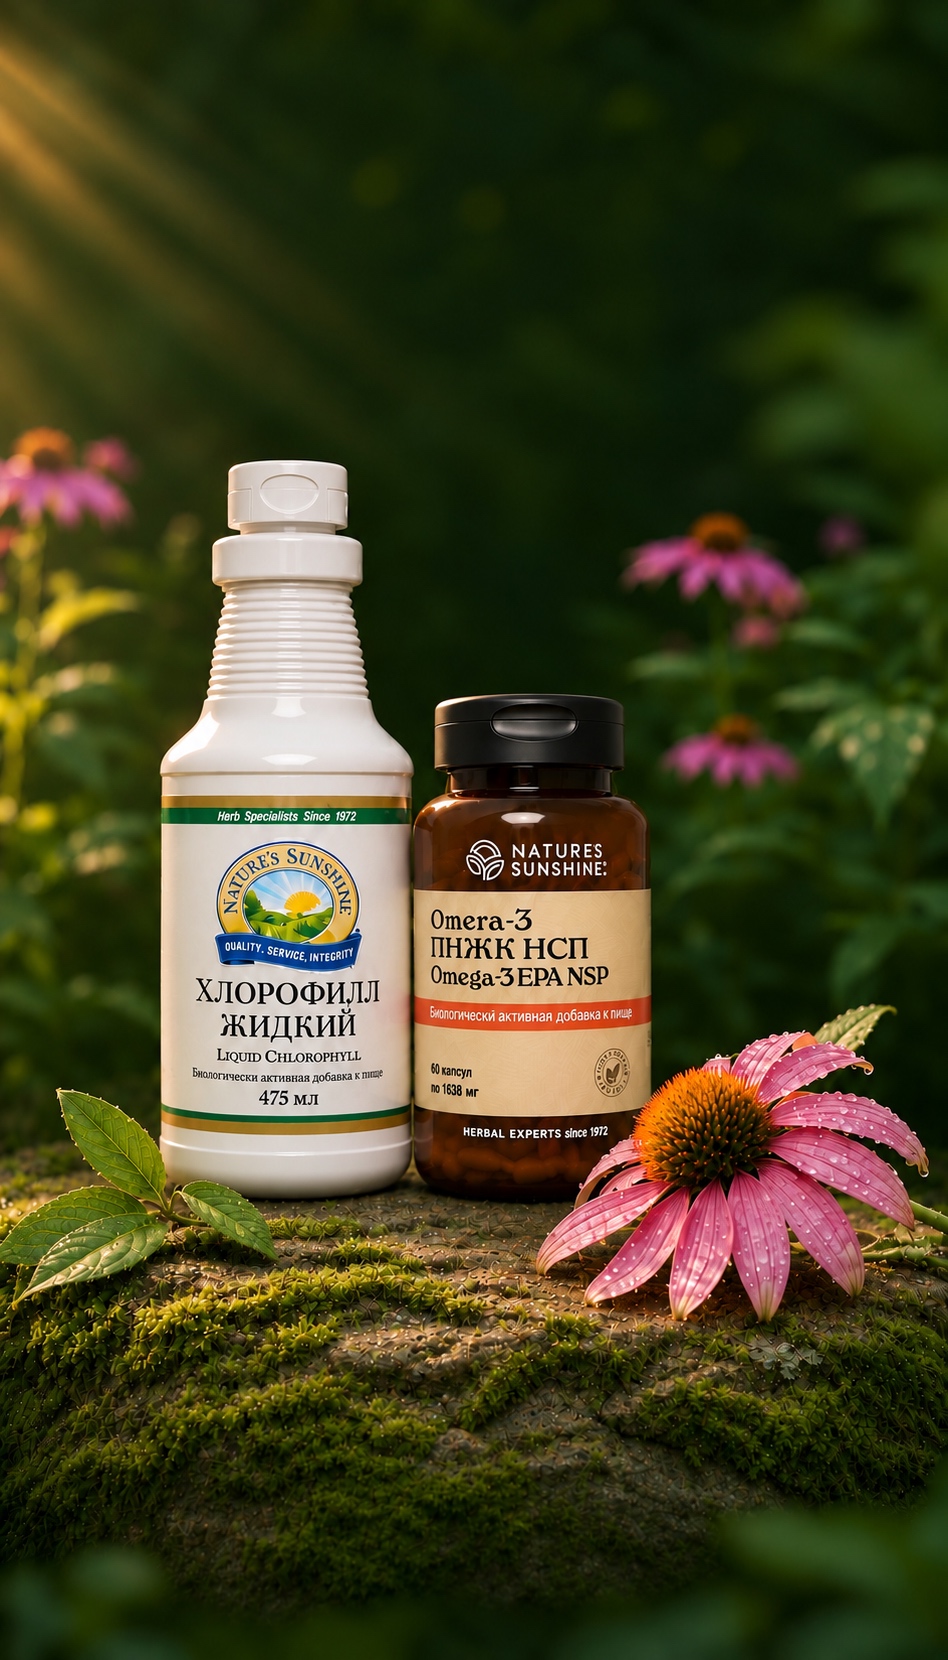 Herb Specialists Since 1972
NATURE'S SUNSHINE
QUALITY, SERVICE, INTEGRITY
ХЛОРОФИЛЛ
ЖИДКИЙ
LIQUID CHLOROPHYLL
Биологически активная добавка к пище
475 мл
NATURES
SUNSHINE®
Омега-3
ПНЖК НСП
Omega-3 EPA NSP
Биологически активная добавка к пище
60 капсул
по 1638 мг
HERBAL EXPERTS since 1972